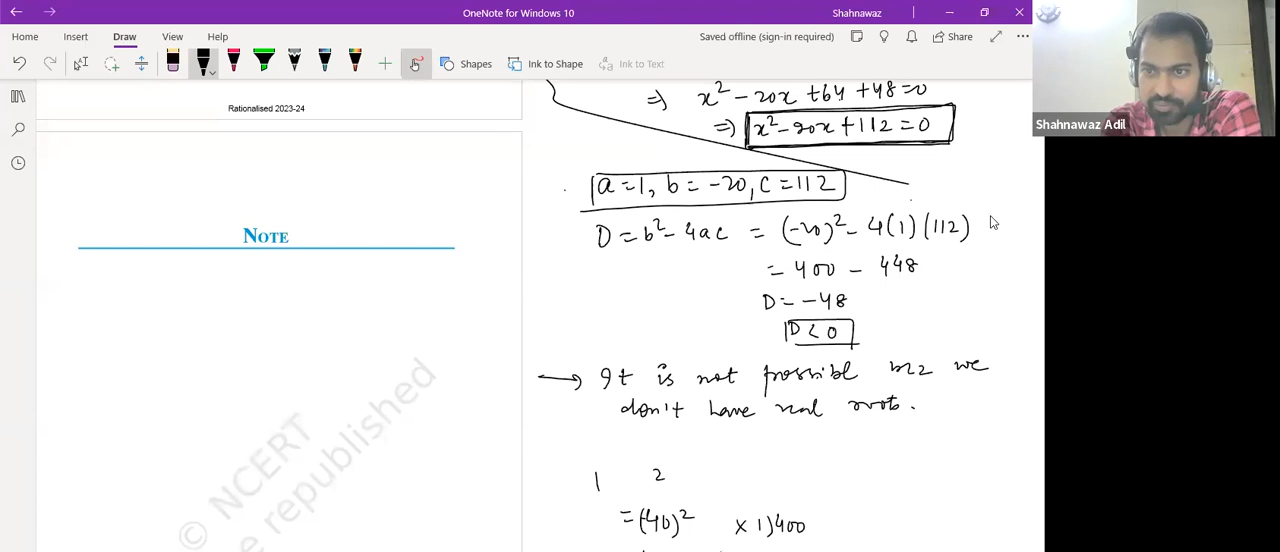 OneNote for Windows 10
Shahnawaz
Home Insert Draw View Help
Saved offline (sign in required)
Share
Shapes
Ink to Shape
Ink to Text
Shahnawaz Adil
Rationalised 2023-24
NOTE
© NCERT
republished
⇒ x² - 20x + 64 + 48 = 0
⇒ x² - 20x + 112 = 0
a = 1, b = -20, c = 112
D = b² - 4ac = (-20)² - 4(1)(112)
= 400 - 448
D = -48
D < 0
→ It is not possible bcz we
don't have real roots.
1 2
= (40)² × 1)400